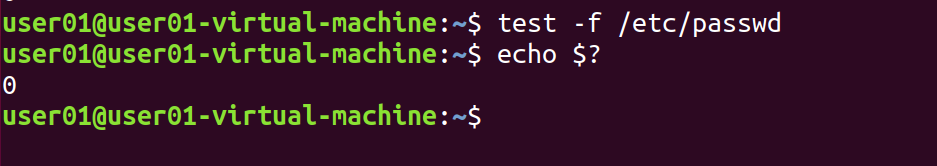 user01@user01-virtual-machine:~$ test -f /etc/passwd
user01@user01-virtual-machine:~$ echo $?
0
user01@user01-virtual-machine:~$